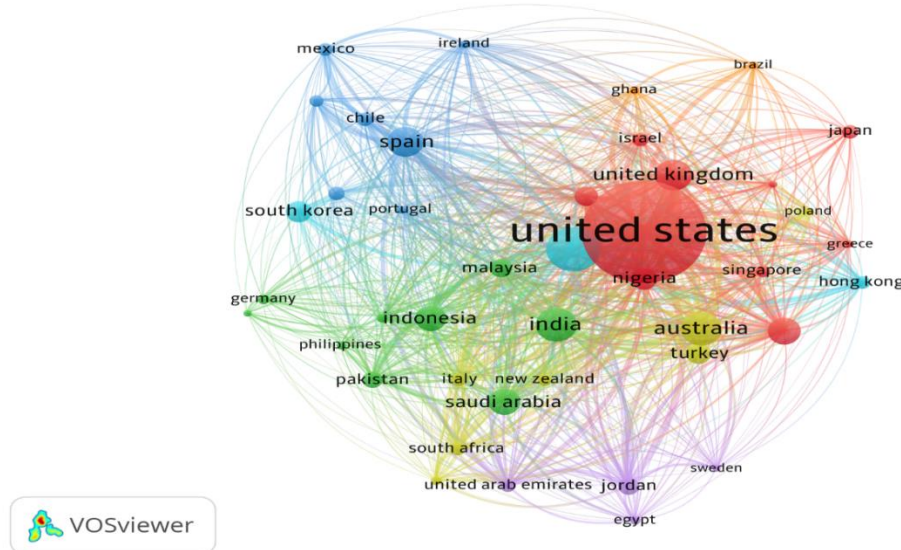 ireland
mexico
brazil
ghana
chile
japan
israel
spain
united kingdom
portugal
south korea
poland
united states
greece
malaysia
singapore
nigeria
hong kong
germany
indonesia
india
australia
philippines
turkey
pakistan
italy
new zealand
saudi arabia
south africa
sweden
united arab emirates
jordan
egypt
VOSviewer